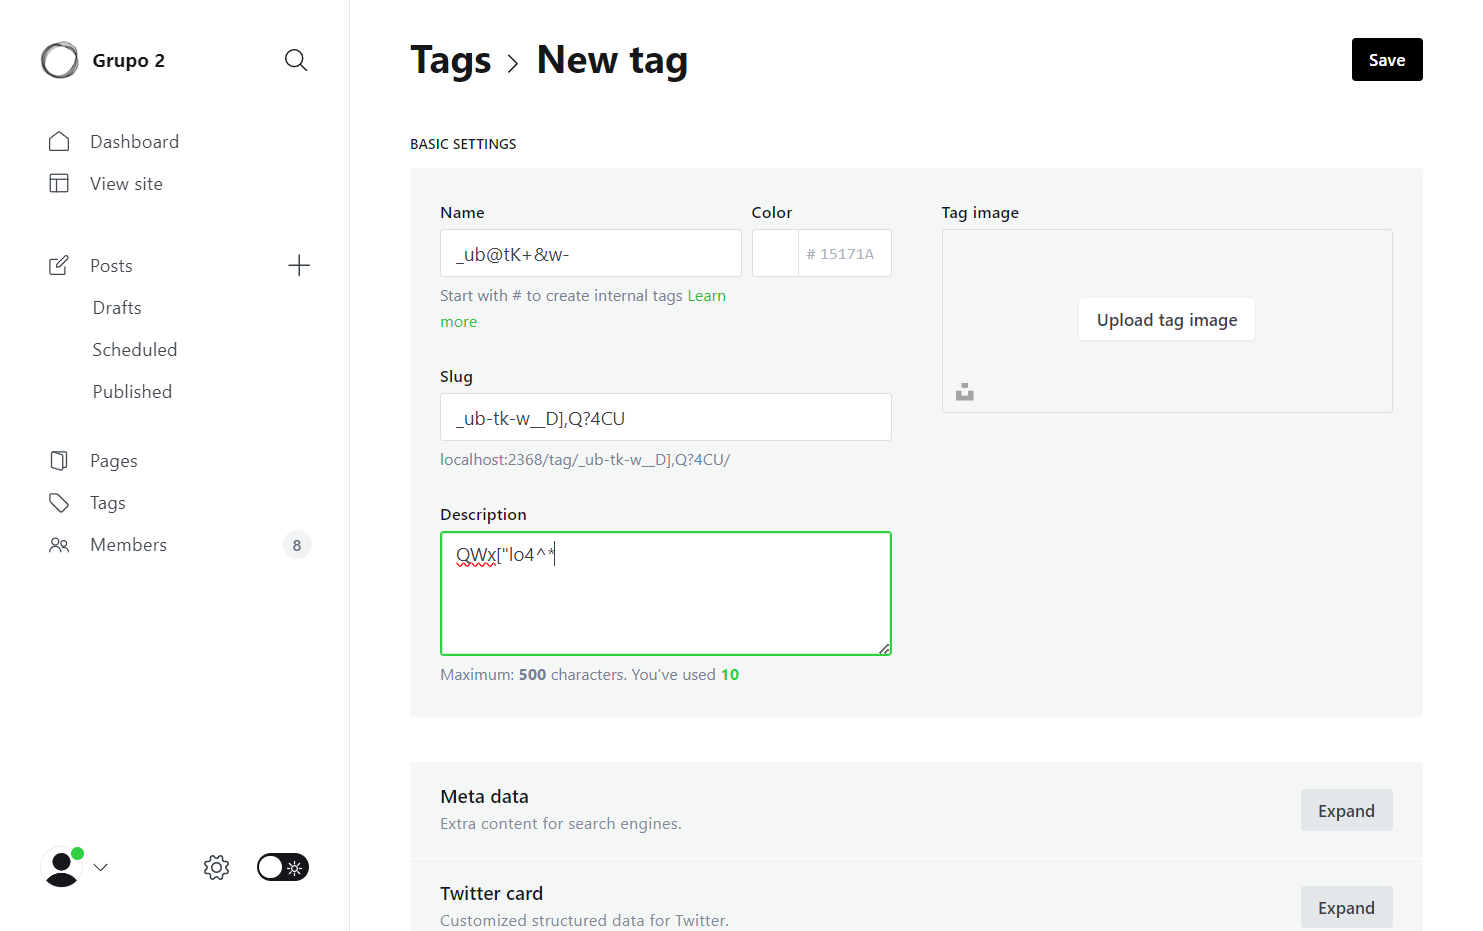 Grupo 2
Dashboard
View site
Posts
Drafts
Scheduled
Published
Pages
Tags
Members
8
Tags > New tag
Save
BASIC SETTINGS
Name
Color
_ub@tK+&w-
# 15171A
Start with # to create internal tags Learn
more
Slug
_ub-tk-w__D],Q?4CU
localhost:2368/tag/_ub-tk-w__D],Q?4CU/
Description
QWx["lo4^*
Maximum: 500 characters. You’ve used 10
Tag image
Upload tag image
Meta data
Extra content for search engines.
Expand
Twitter card
Customized structured data for Twitter.
Expand